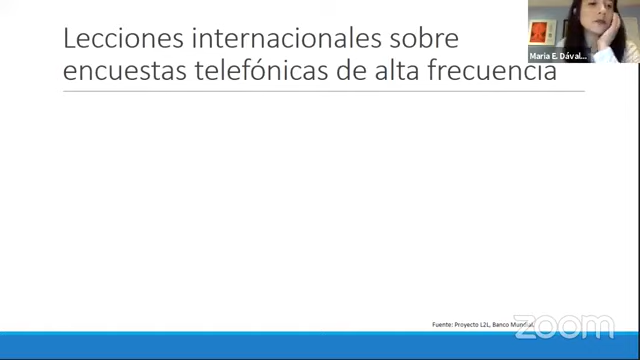 Lecciones internacionales sobre
encuestas telefónicas de alta frecuencia
María E. Dával...
Fuente: Proyecto L2L, Banco Mundial.
zoom